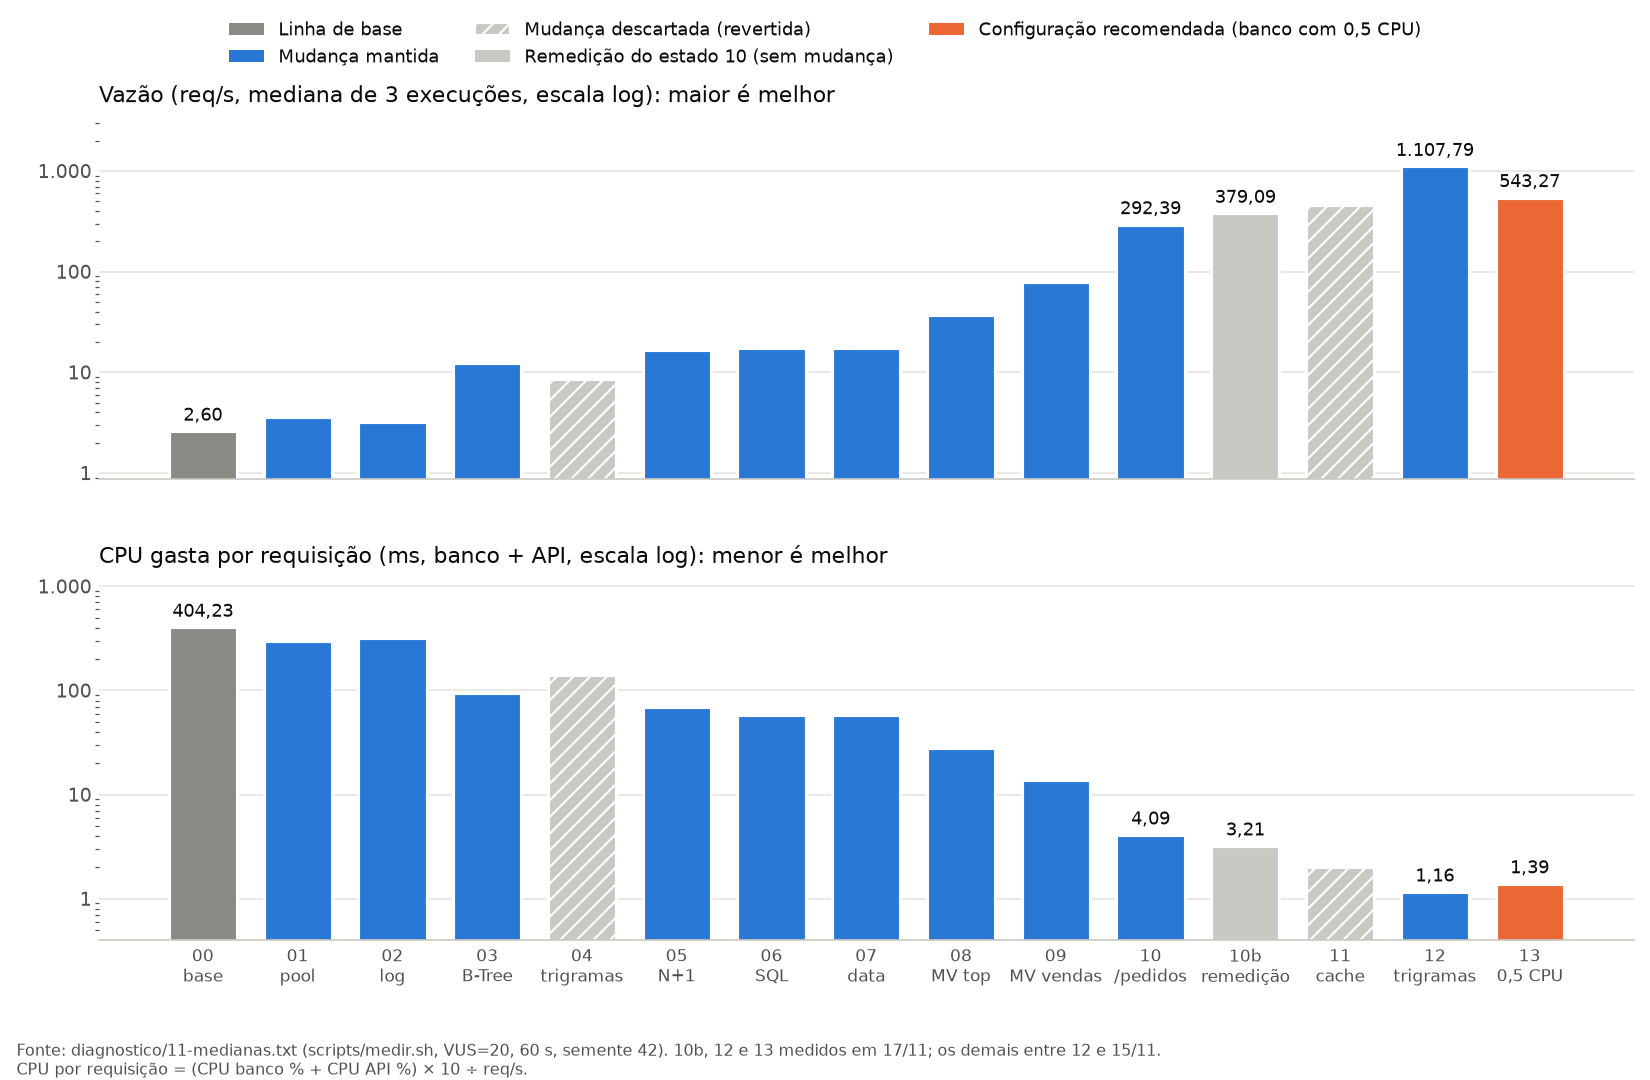 Linha de base
Mudança mantida
Mudança descartada (revertida)
Remedição do estado 10 (sem mudança)
Configuração recomendada (banco com 0,5 CPU)
Vazão (req/s, mediana de 3 execuções, escala log): maior é melhor
1.000
100
10
1
2,60
292,39
379,09
1.107,79
543,27
CPU gasta por requisição (ms, banco + API, escala log): menor é melhor
1.000
100
10
1
404,23
4,09
3,21
1,16
1,39
00
base
01
pool
02
log
03
B-Tree
04
trigramas
05
N+1
06
SQL
07
data
08
MV top
09
MV vendas
10
/pedidos
10b
remedição
11
cache
12
trigramas
13
0,5 CPU
Fonte: diagnostico/11-medianas.txt (scripts/medir.sh, VUS=20, 60 s, semente 42). 10b, 12 e 13 medidos em 17/11; os demais entre 12 e 15/11.
CPU por requisição = (CPU banco % + CPU API %) × 10 ÷ req/s.